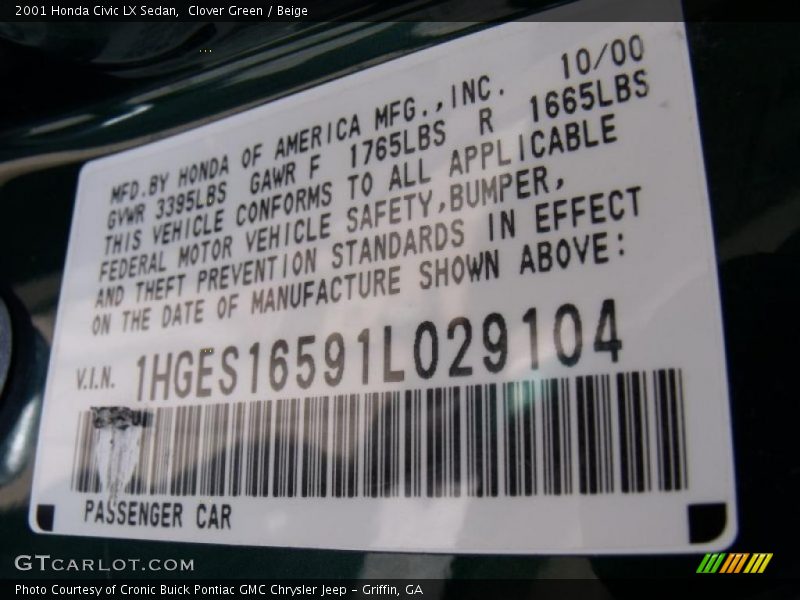 2001 Honda Civic LX Sedan,  Clover Green / Beige
10/00
MFD.BY HONDA OF AMERICA MFG.,INC.
GVWR 3395LBS GAWR F 1765LBS R 1665LBS
THIS VEHICLE CONFORMS TO ALL APPLICABLE
FEDERAL MOTOR VEHICLE SAFETY,BUMPER,
AND THEFT PREVENTION STANDARDS IN EFFECT
ON THE DATE OF MANUFACTURE SHOWN ABOVE:
V.I.N. 1HGES16591L029104
PASSENGER CAR
GTCARLOT.COM
Photo Courtesy of Cronic Buick Pontiac GMC Chrysler Jeep – Griffin, GA